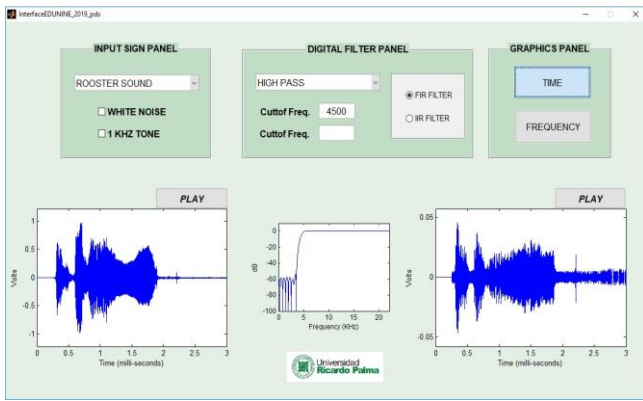 InterfaceEDUNINE_2019_pds
INPUT SIGN PANEL
ROOSTER SOUND
WHITE NOISE
1 KHZ TONE
DIGITAL FILTER PANEL
HIGH PASS
Cuttof Freq. 4500
Cuttof Freq.
FIR FILTER
IIR FILTER
GRAPHICS PANEL
TIME
FREQUENCY
PLAY
1
0.5
0
-0.5
-1
Volts
0 0.5 1 1.5 2 2.5 3
Time (milli-seconds)
0
-20
-40
-60
-80
-100
dB
0 5 10 15 20
Frequency (KHz)
PLAY
0.05
0
-0.05
Volts
0 0.5 1 1.5 2 2.5 3
Time (milli-seconds)
Universidad
Ricardo Palma